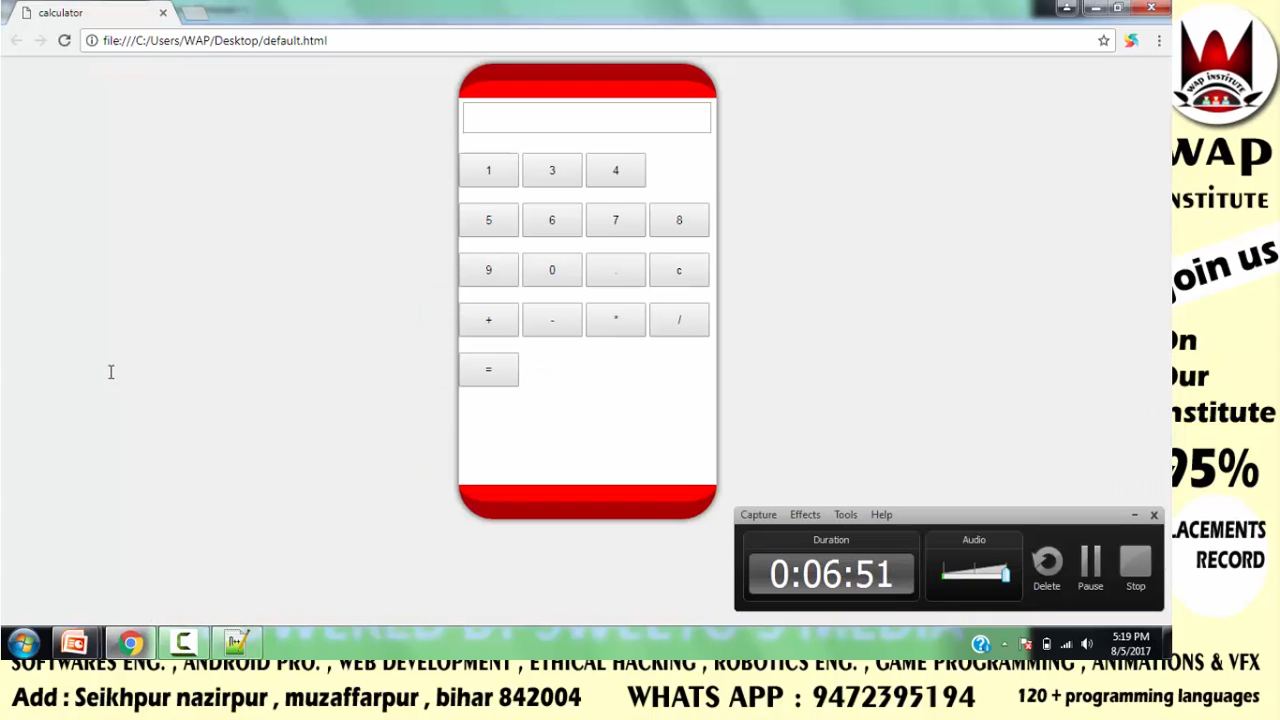 calculator
file:///C:/Users/WAP/Desktop/default.html
1 3 4
5 6 7 8
9 0 . c
+ - * /
=
Capture Effects Tools Help
Duration Audio
0:06:51
Delete Pause Stop
5:19 PM
8/5/2017
WAP INSTITUTE
WAP
NSTITUTE
join us
On
Our
nstitute
95%
LACEMENTS
RECORD
SOFTWARES ENG. , ANDROID PRO. , WEB DEVELOPMENT , ETHICAL HACKING , ROBOTICS ENG. , GAME PROGRAMMING , ANIMATIONS & VFX
Add : Seikhpur nazirpur , muzaffarpur , bihar 842004 WHATS APP : 9472395194 120 + programming languages